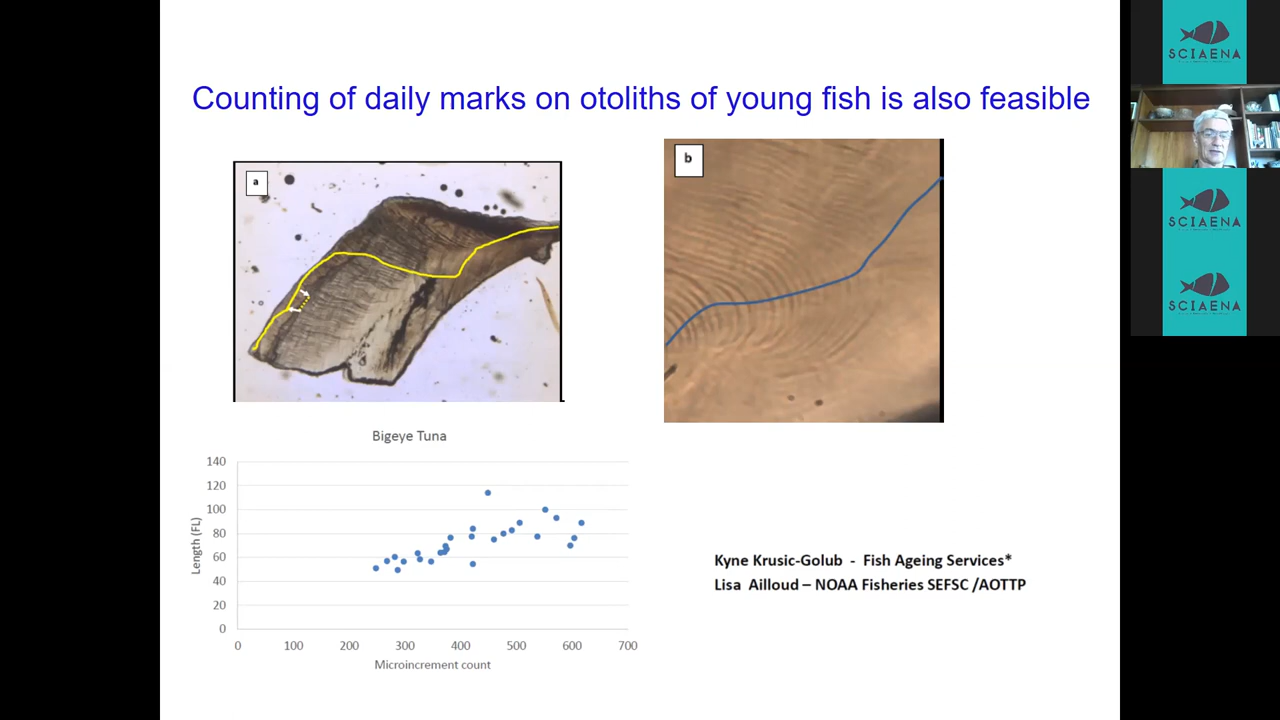 Counting of daily marks on otoliths of young fish is also feasible
a
b
Bigeye Tuna
140
120
100
80
60
40
20
0
Length (FL)
0 100 200 300 400 500 600 700
Microincrement count
Kyne Krusic-Golub - Fish Ageing Services*
Lisa Ailloud – NOAA Fisheries SEFSC /AOTTP
SCIAENA
SCIAENA
SCIAENA